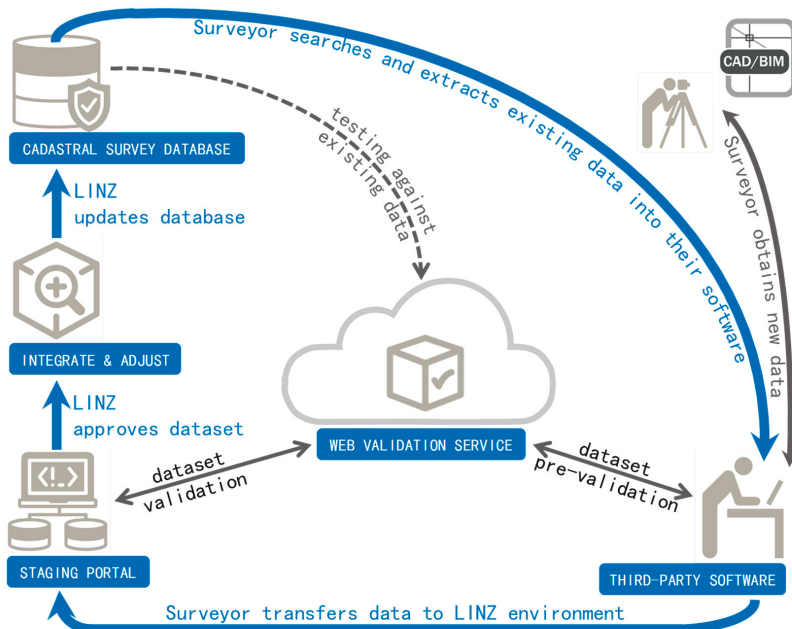 Surveyor searches and extracts existing data into their software
CAD/BIM
CADASTRAL SURVEY DATABASE
testing against
existing data
Surveyor obtains new data
LINZ
updates database
INTEGRATE & ADJUST
LINZ
approves dataset
WEB VALIDATION SERVICE
<!_.>
dataset
validation
dataset
pre-validation
STAGING PORTAL
THIRD-PARTY SOFTWARE
Surveyor transfers data to LINZ environment